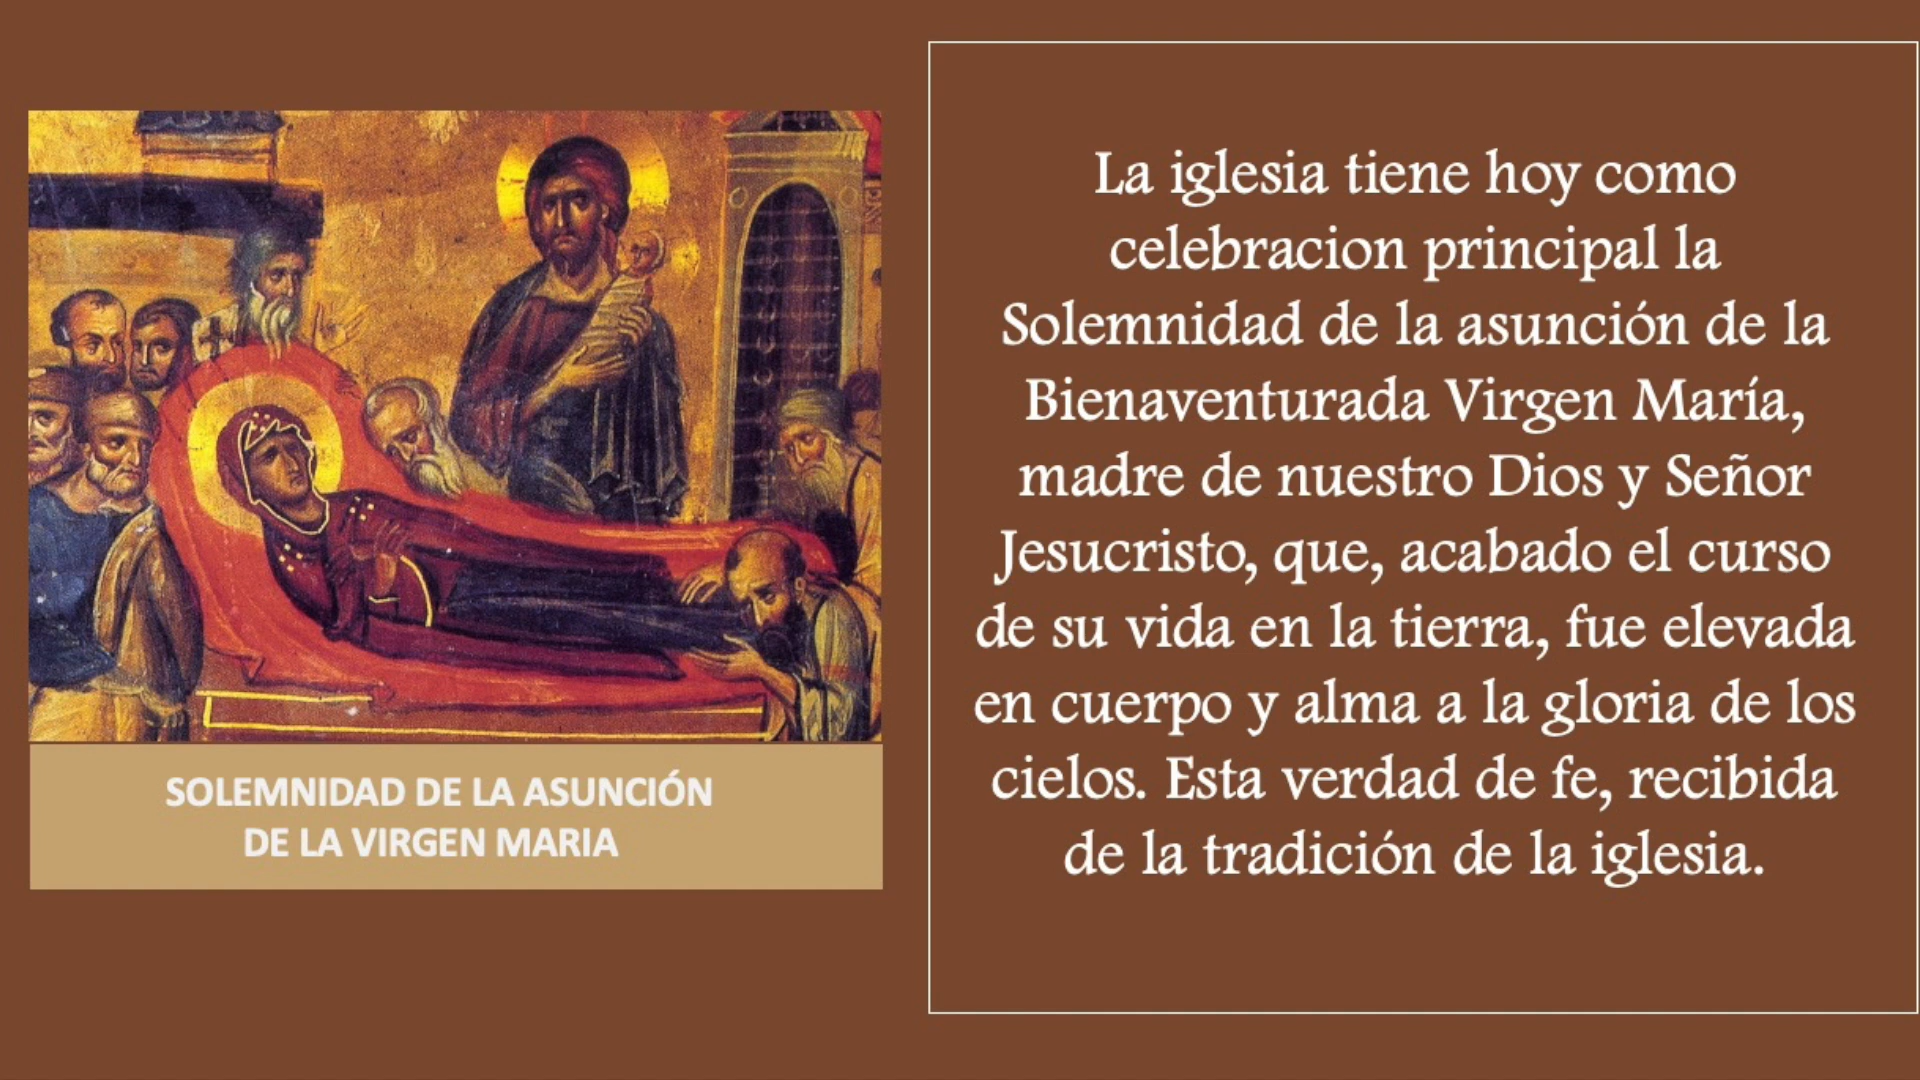 SOLEMNIDAD DE LA ASUNCIÓN
DE LA VIRGEN MARIA
La iglesia tiene hoy como
celebracion principal la
Solemnidad de la asunción de la
Bienaventurada Virgen María,
madre de nuestro Dios y Señor
Jesucristo, que, acabado el curso
de su vida en la tierra, fue elevada
en cuerpo y alma a la gloria de los
cielos. Esta verdad de fe, recibida
de la tradición de la iglesia.